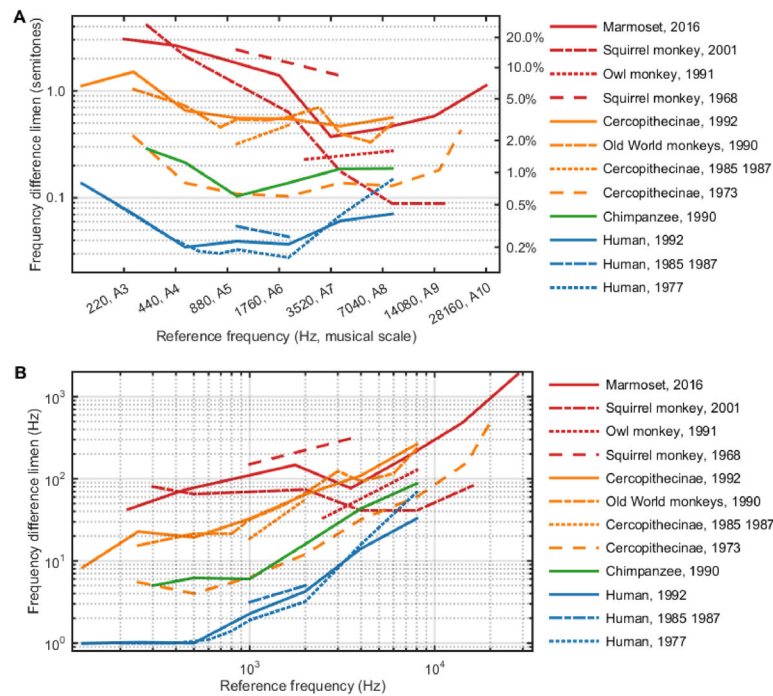 A
Frequency difference limen (semitones)
1.0
0.1
20.0%
10.0%
5.0%
2.0%
1.0%
0.5%
0.2%
220, A3
440, A4
880, A5
1760, A6
3520, A7
7040, A8
14080, A9
28160, A10
Reference frequency (Hz, musical scale)
Marmoset, 2016
Squirrel monkey, 2001
Owl monkey, 1991
Squirrel monkey, 1968
Cercopithecinae, 1992
Old World monkeys, 1990
Cercopithecinae, 1985 1987
Cercopithecinae, 1973
Chimpanzee, 1990
Human, 1992
Human, 1985 1987
Human, 1977
B
Frequency difference limen (Hz)
10³
10²
10¹
10⁰
10³
10⁴
Reference frequency (Hz)
Marmoset, 2016
Squirrel monkey, 2001
Owl monkey, 1991
Squirrel monkey, 1968
Cercopithecinae, 1992
Old World monkeys, 1990
Cercopithecinae, 1985 1987
Cercopithecinae, 1973
Chimpanzee, 1990
Human, 1992
Human, 1985 1987
Human, 1977